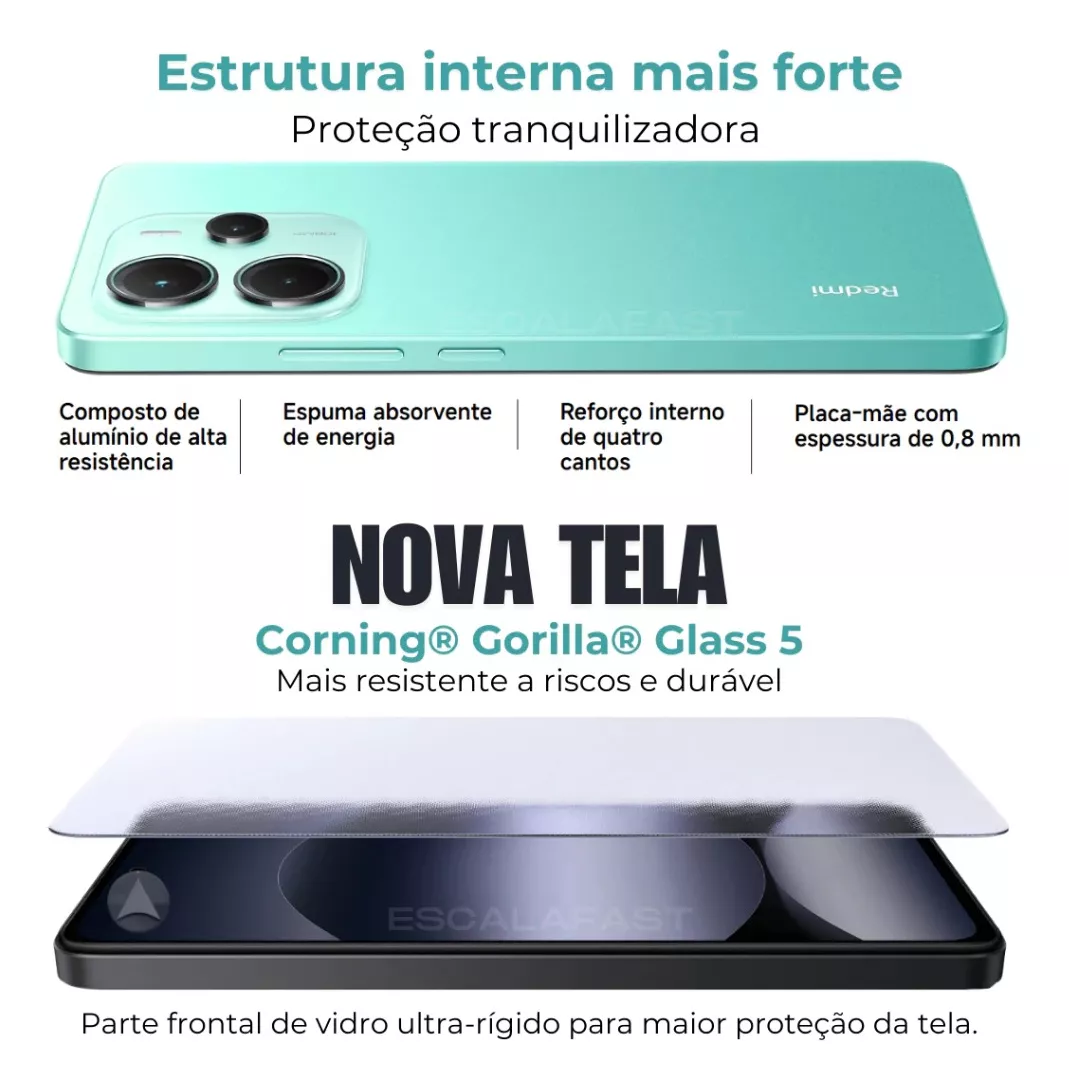 Estrutura interna mais forte
Proteção tranquilizadora
Redmi
ESCALAFAST
Composto de
alumínio de alta
resistência
Espuma absorvente
de energia
Reforço interno
de quatro
cantos
Placa-mãe com
espessura de 0,8 mm
NOVA TELA
Corning® Gorilla® Glass 5
Mais resistente a riscos e durável
ESCALAFAST
Parte frontal de vidro ultra-rígido para maior proteção da tela.